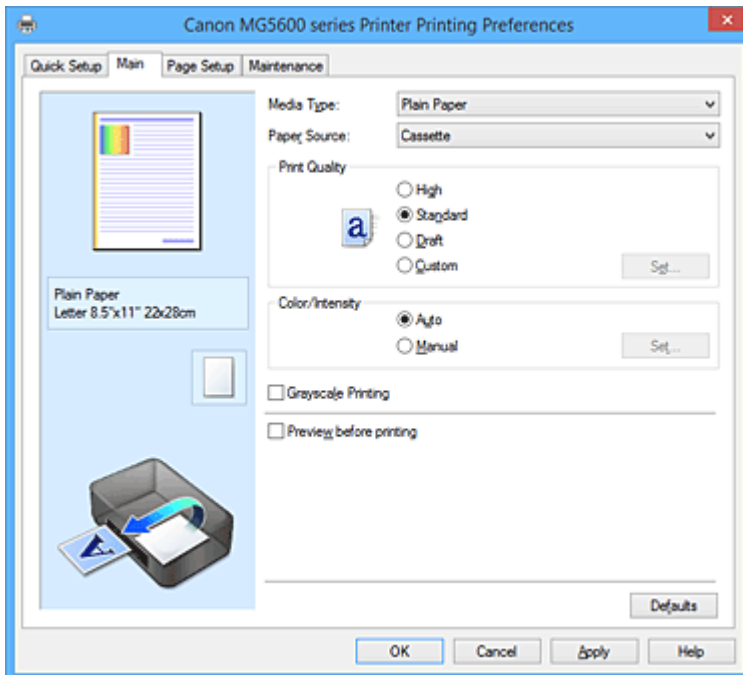 Canon MG5600 series Printer Printing Preferences
Quick Setup Main Page Setup Maintenance
Media Type: Plain Paper
Paper Source: Cassette
Print Quality
High
a Standard
Draft
Custom Set...
Plain Paper
Letter 8.5"x11" 22x28cm
Color/Intensity
Auto
Manual Set...
Grayscale Printing
Preview before printing
A
Defaults
OK Cancel Apply Help